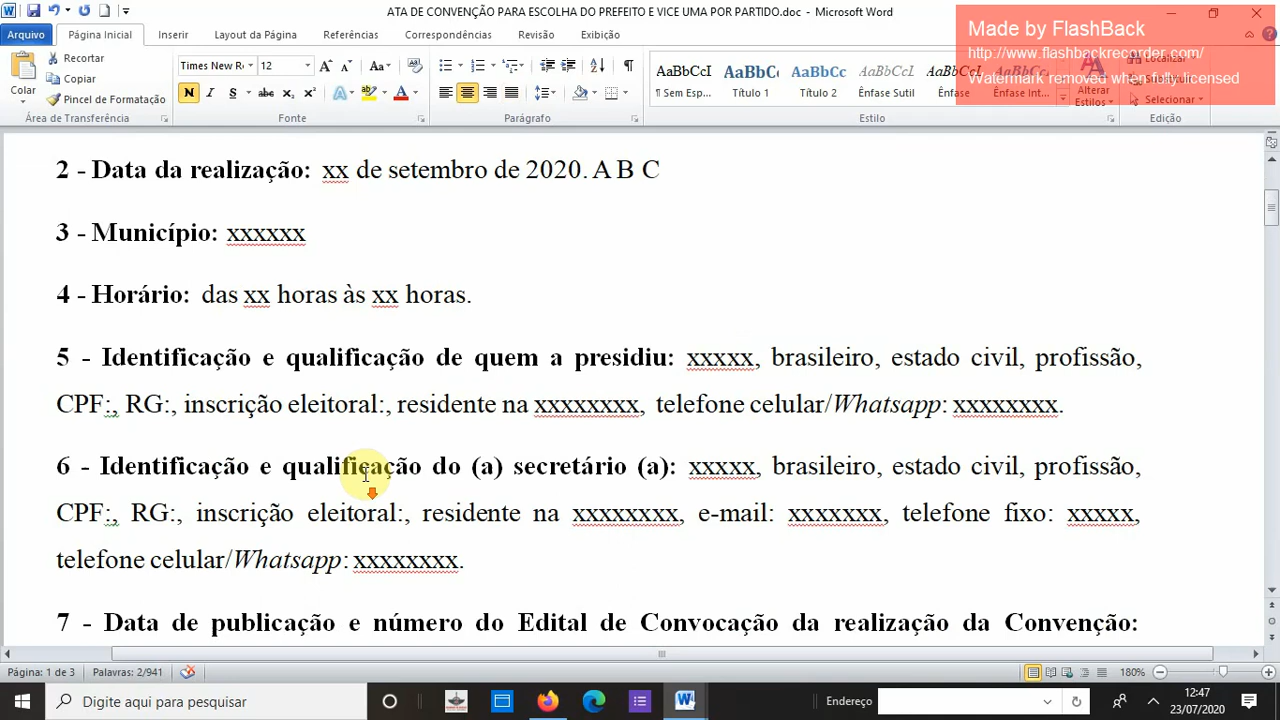 ATA DE CONVENÇÃO PARA ESCOLHA DO PREFEITO E VICE UMA POR PARTIDO.doc - Microsoft Word
Made by FlashBack
http://www.flashbackrecorder.com/
Watermark removed when fully licensed
Arquivo Página Inicial Inserir Layout da Página Referências Correspondências Revisão Exibição
Colar
Recortar
Copiar
Pincel de Formatação
Times New R 12
AaBbCcI AaBbCc AaBbCc AaBbCcI AaBbCcI AaBbCcI
¶ Sem Espaç... Título 1 Título 2 Ênfase Sutil Ênfase Ênfase Int...
Alterar Estilos
Localizar
Selecionar
Área de Transferência Fonte Parágrafo Estilo Edição
2 - Data da realização: xx de setembro de 2020. A B C
3 - Município: xxxxxx
4 - Horário: das xx horas às xx horas.
5 - Identificação e qualificação de quem a presidiu: xxxxx, brasileiro, estado civil, profissão,
CPF:, RG:, inscrição eleitoral:, residente na xxxxxxxx, telefone celular/Whatsapp: xxxxxxxx.
6 - Identificação e qualificação do (a) secretário (a): xxxxx, brasileiro, estado civil, profissão,
CPF:, RG:, inscrição eleitoral:, residente na xxxxxxxx, e-mail: xxxxxxx, telefone fixo: xxxxx,
telefone celular/Whatsapp: xxxxxxxx.
7 - Data de publicação e número do Edital de Convocação da realização da Convenção:
Página: 1 de 3 Palavras: 2/941 180%
Digite aqui para pesquisar
Endereço
12:47
23/07/2020